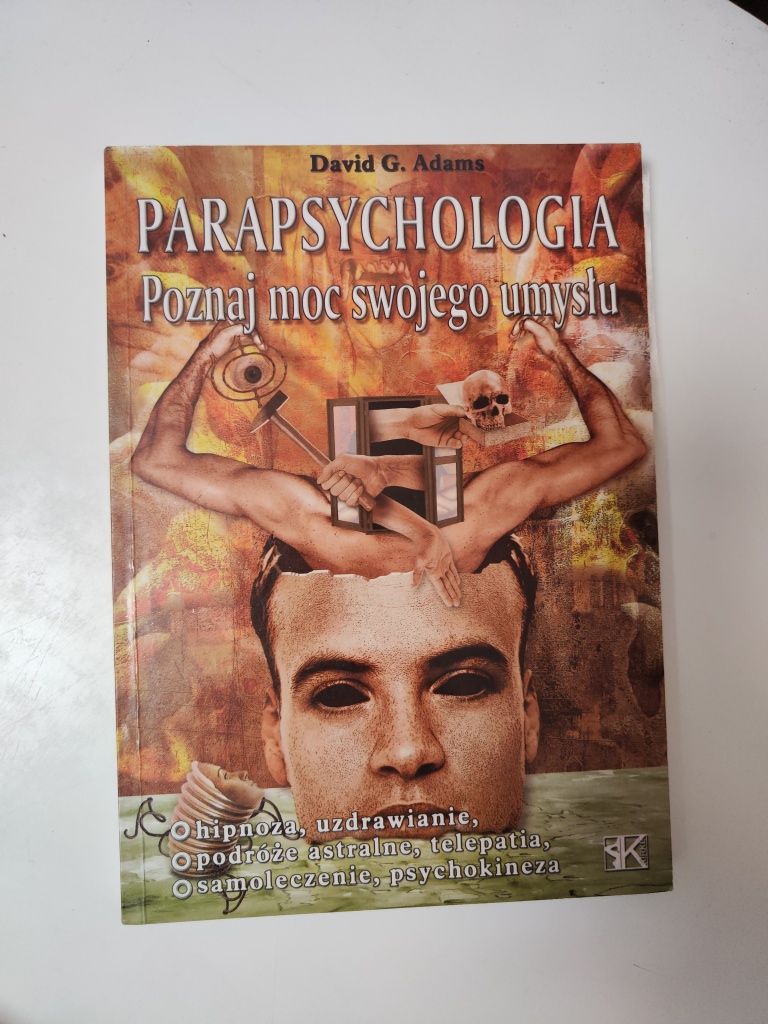 David G. Adams
PARAPSYCHOLOGIA
Poznaj moc swojego umysłu
hipnoza, uzdrawianie,
podróże astralne, telepatia,
samoleczenie, psychokineza